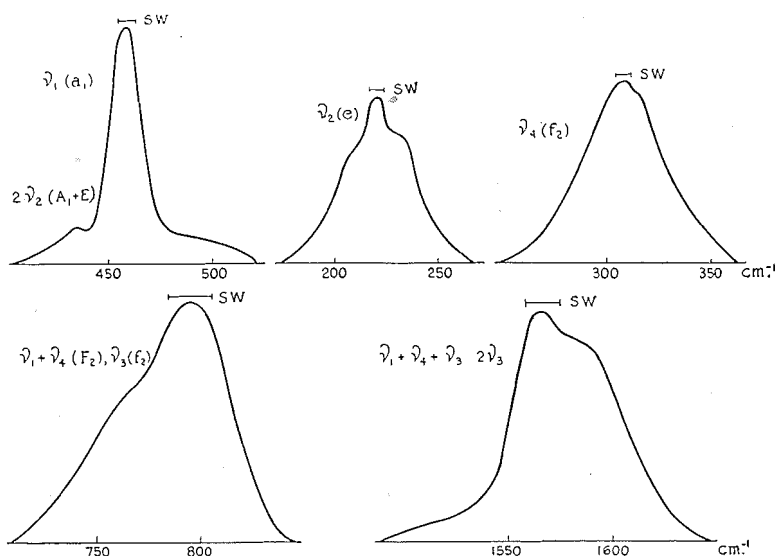 SW
ν₁ (a₁)
2ν₂ (A₁+E)
450 500
SW
ν₂(e)
200 250
SW
ν₄(f₂)
300 350 cm.⁻¹
SW
ν₁ + ν₄ (F₂), ν₃(f₂)
750 800
SW
ν₁ + ν₄ + ν₃ 2ν₃
1550 1600 cm.⁻¹